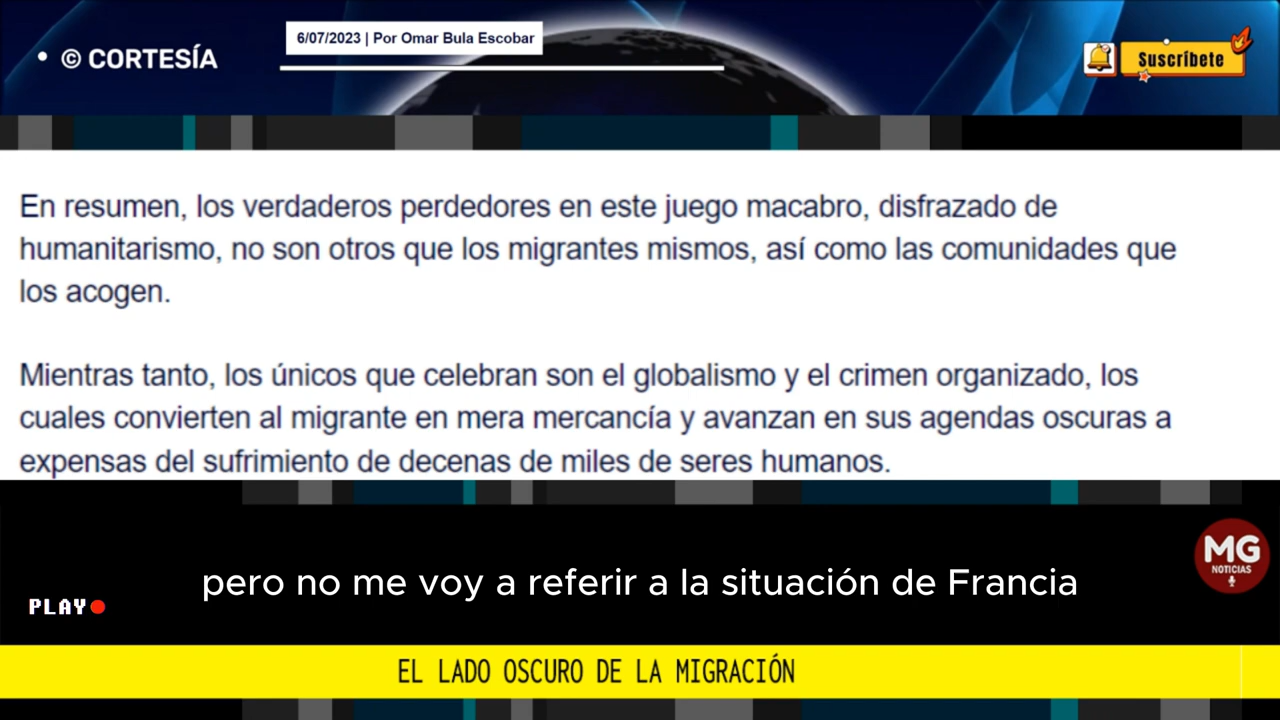 6/07/2023 | Por Omar Bula Escobar
• © CORTESÍA
Suscríbete
En resumen, los verdaderos perdedores en este juego macabro, disfrazado de
humanitarismo, no son otros que los migrantes mismos, así como las comunidades que
los acogen.
Mientras tanto, los únicos que celebran son el globalismo y el crimen organizado, los
cuales convierten al migrante en mera mercancía y avanzan en sus agendas oscuras a
expensas del sufrimiento de decenas de miles de seres humanos.
MG
NOTICIAS
pero no me voy a referir a la situación de Francia
PLAY
EL LADO OSCURO DE LA MIGRACIÓN